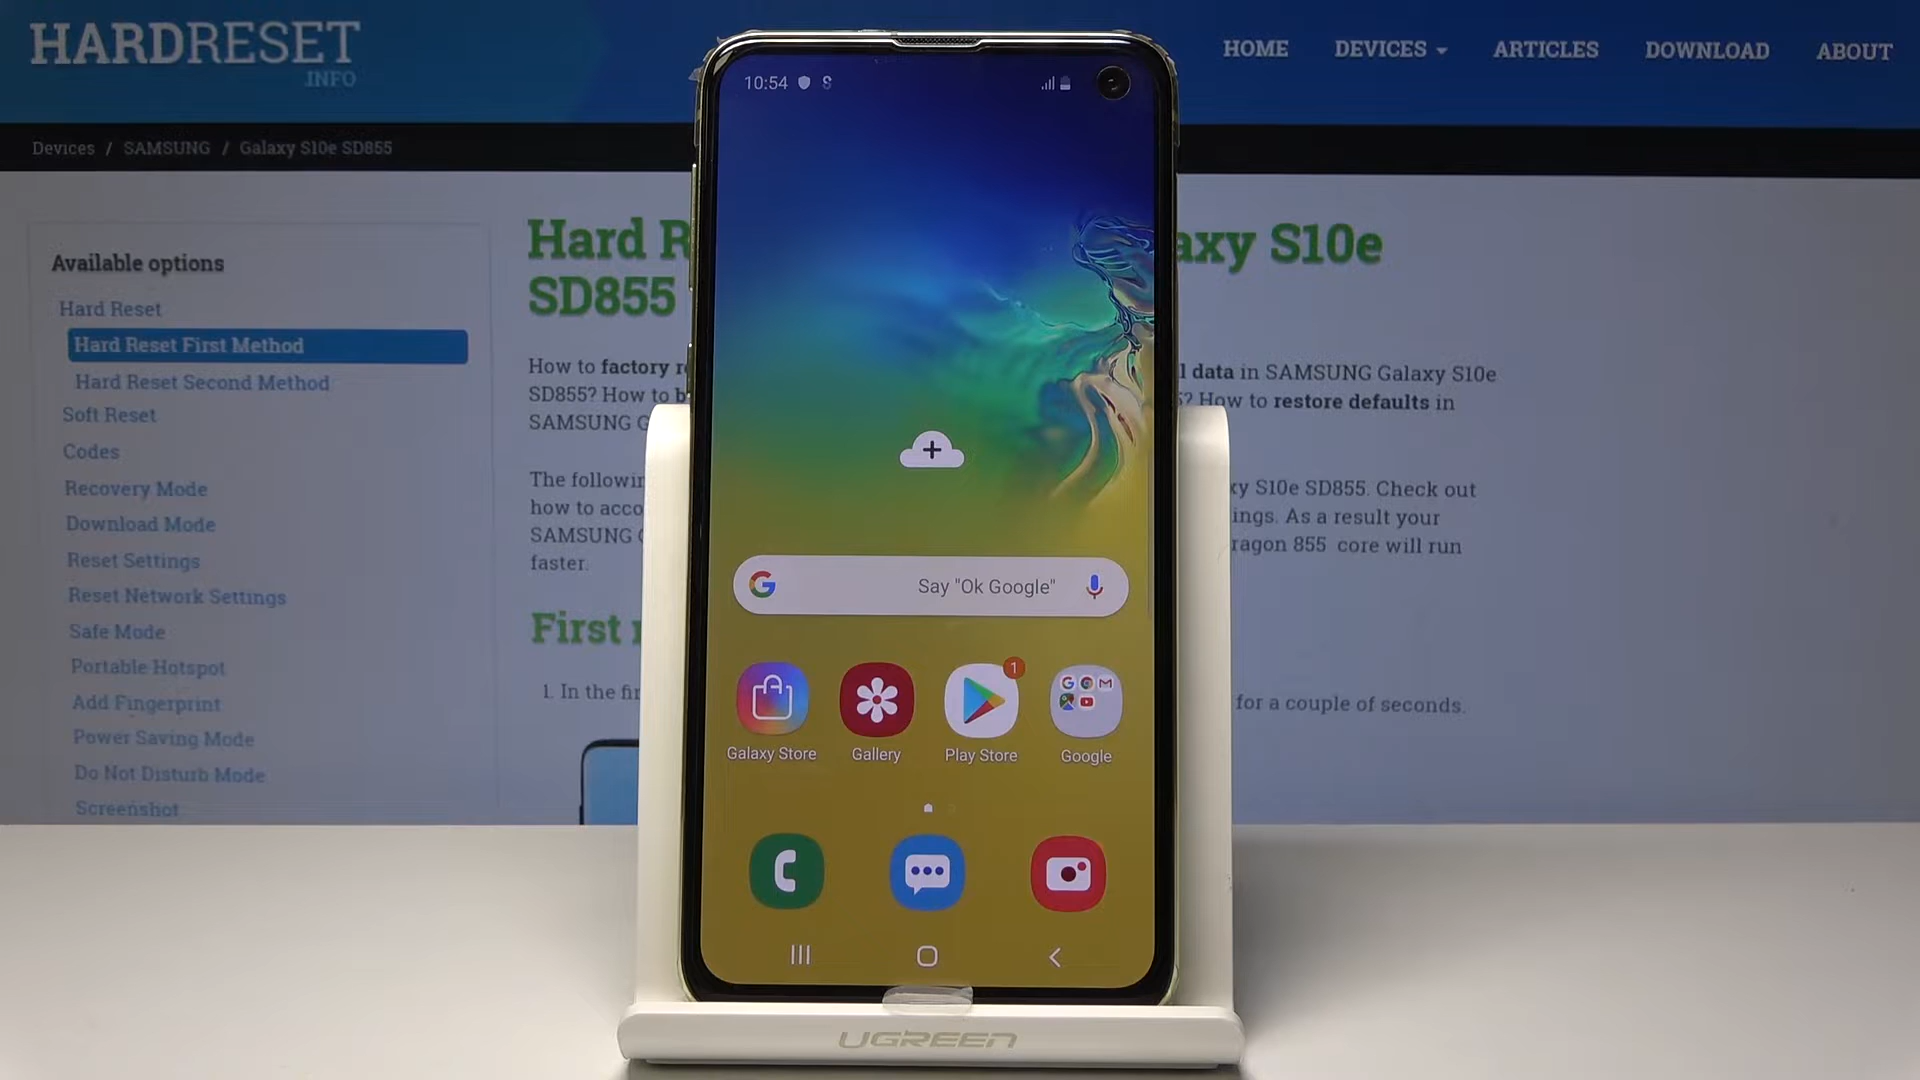 HARDRESET
.INFO
HOME
DEVICES
ARTICLES
DOWNLOAD
ABOUT
Devices / SAMSUNG / Galaxy S10e SD855
Available options
Hard Reset
Hard Reset First Method
Hard Reset Second Method
Soft Reset
Codes
Recovery Mode
Download Mode
Reset Settings
Reset Network Settings
Safe Mode
Portable Hotspot
Add Fingerprint
Power Saving Mode
Do Not Disturb Mode
Screenshot
Hard R axy S10e
SD855
How to factory r l data in SAMSUNG Galaxy S10e
SD855? How to b ? How to restore defaults in
SAMSUNG G
The followin xy S10e SD855. Check out
how to acco ings. As a result your
SAMSUNG ragon 855 core will run
faster.
First
1. In the fir for a couple of seconds.
10:54
Say "Ok Google"
1
Galaxy Store
Gallery
Play Store
Google
UGREEN